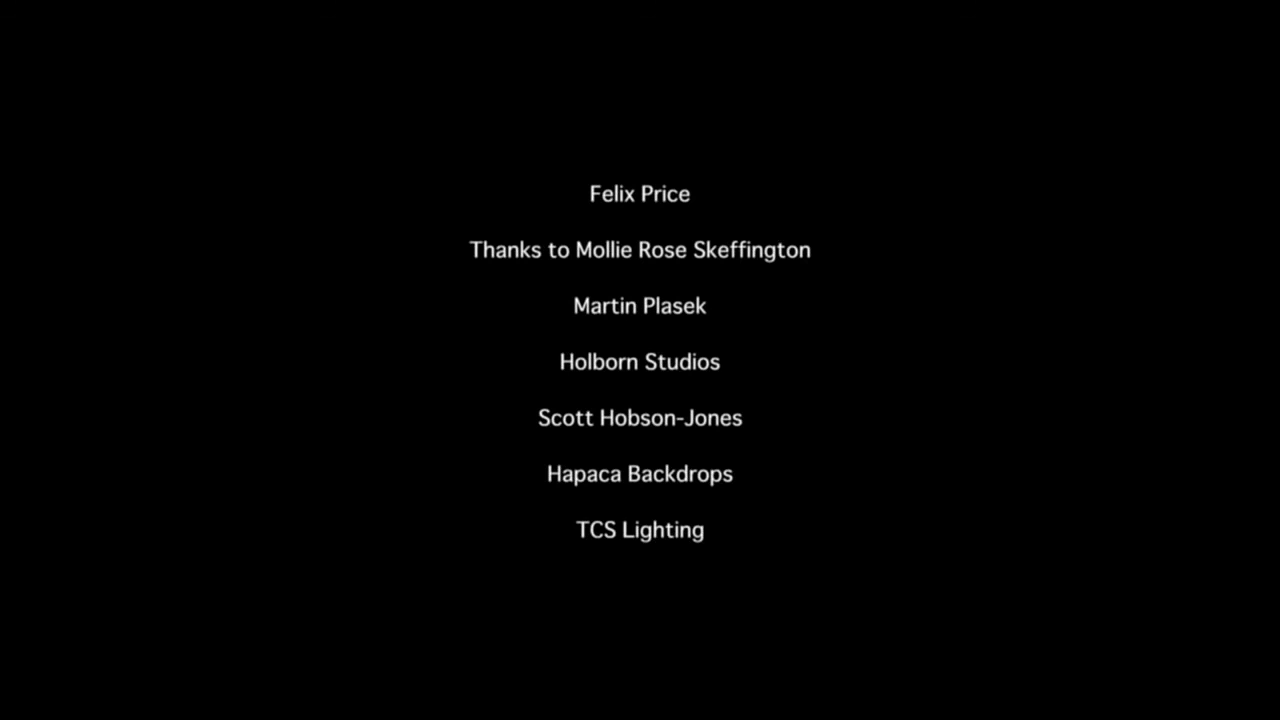 Felix Price
Thanks to Mollie Rose Skeffington
Martin Plasek
Holborn Studios
Scott Hobson-Jones
Hapaca Backdrops
TCS Lighting